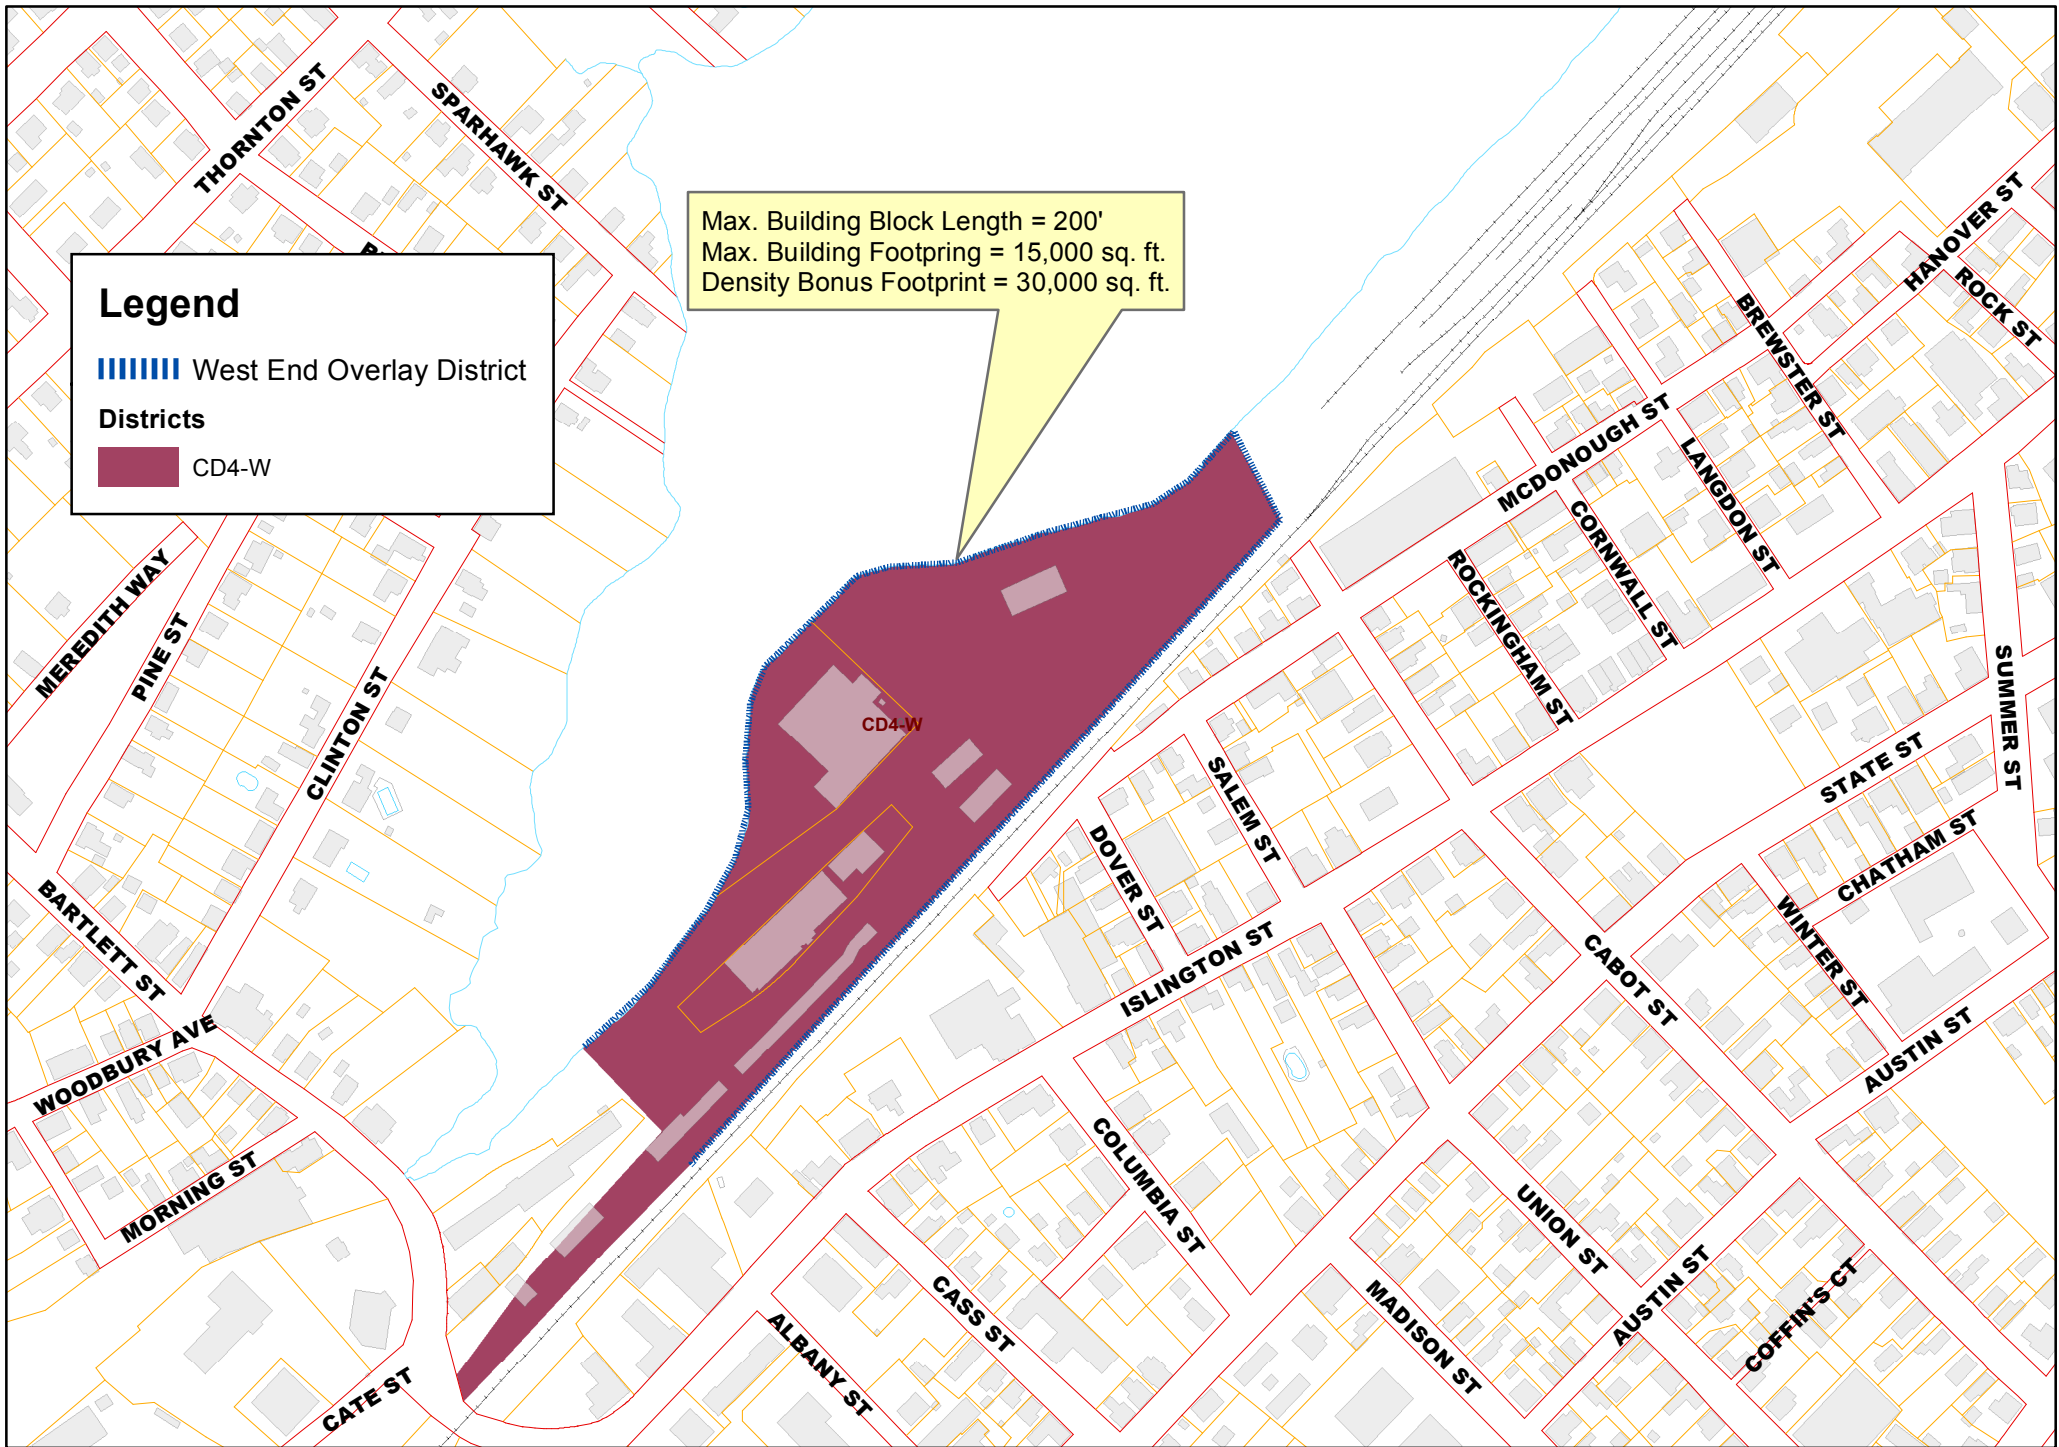 THORNTON ST
SPARHAWK ST
Max. Building Block Length = 200'
Max. Building Footpring = 15,000 sq. ft.
Density Bonus Footprint = 30,000 sq. ft.
Legend
West End Overlay District
Districts
CD4-W
HANOVER ST
ROCK ST
BREWSTER ST
MCDONOUGH ST
LANGDON ST
CORNWALL ST
ROCKINGHAM ST
MEREDITH WAY
PINE ST
CLINTON ST
CD4-W
SUMMER ST
STATE ST
SALEM ST
DOVER ST
CHATHAM ST
WINTER ST
BARTLETT ST
ISLINGTON ST
CABOT ST
AUSTIN ST
WOODBURY AVE
MORNING ST
COLUMBIA ST
UNION ST
CASS ST
MADISON ST
AUSTIN ST
COFFIN'S CT
ALBANY ST
CATE ST